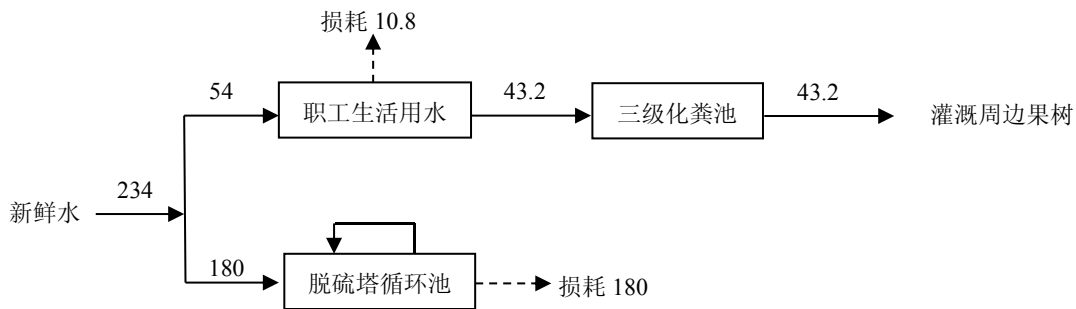 损耗 10.8
54
职工生活用水
43.2
三级化粪池
43.2
灌溉周边果树
新鲜水
234
180
脱硫塔循环池
损耗 180